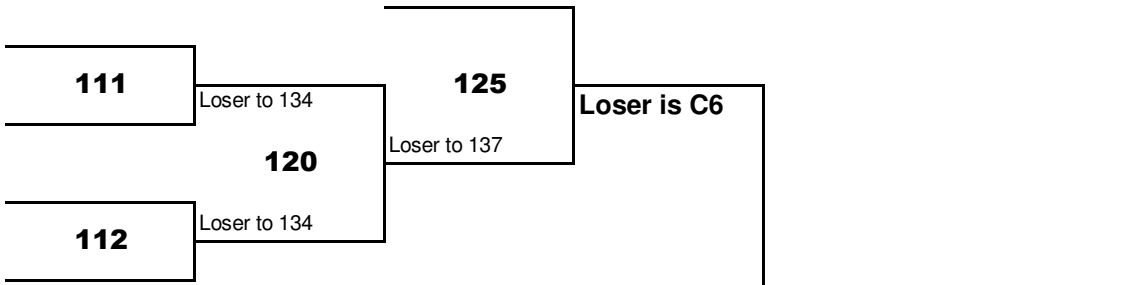 111
125
Loser to 134
Loser is C6
Loser to 137
120
Loser to 134
112